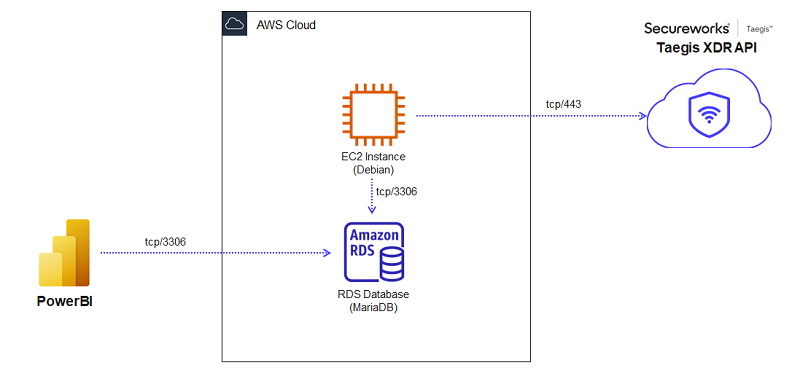 AWS Cloud
Secureworks® Taegis™
Taegis XDR API
tcp/443
EC2 Instance
(Debian)
tcp/3306
tcp/3306
Amazon
RDS
PowerBI
RDS Database
(MariaDB)